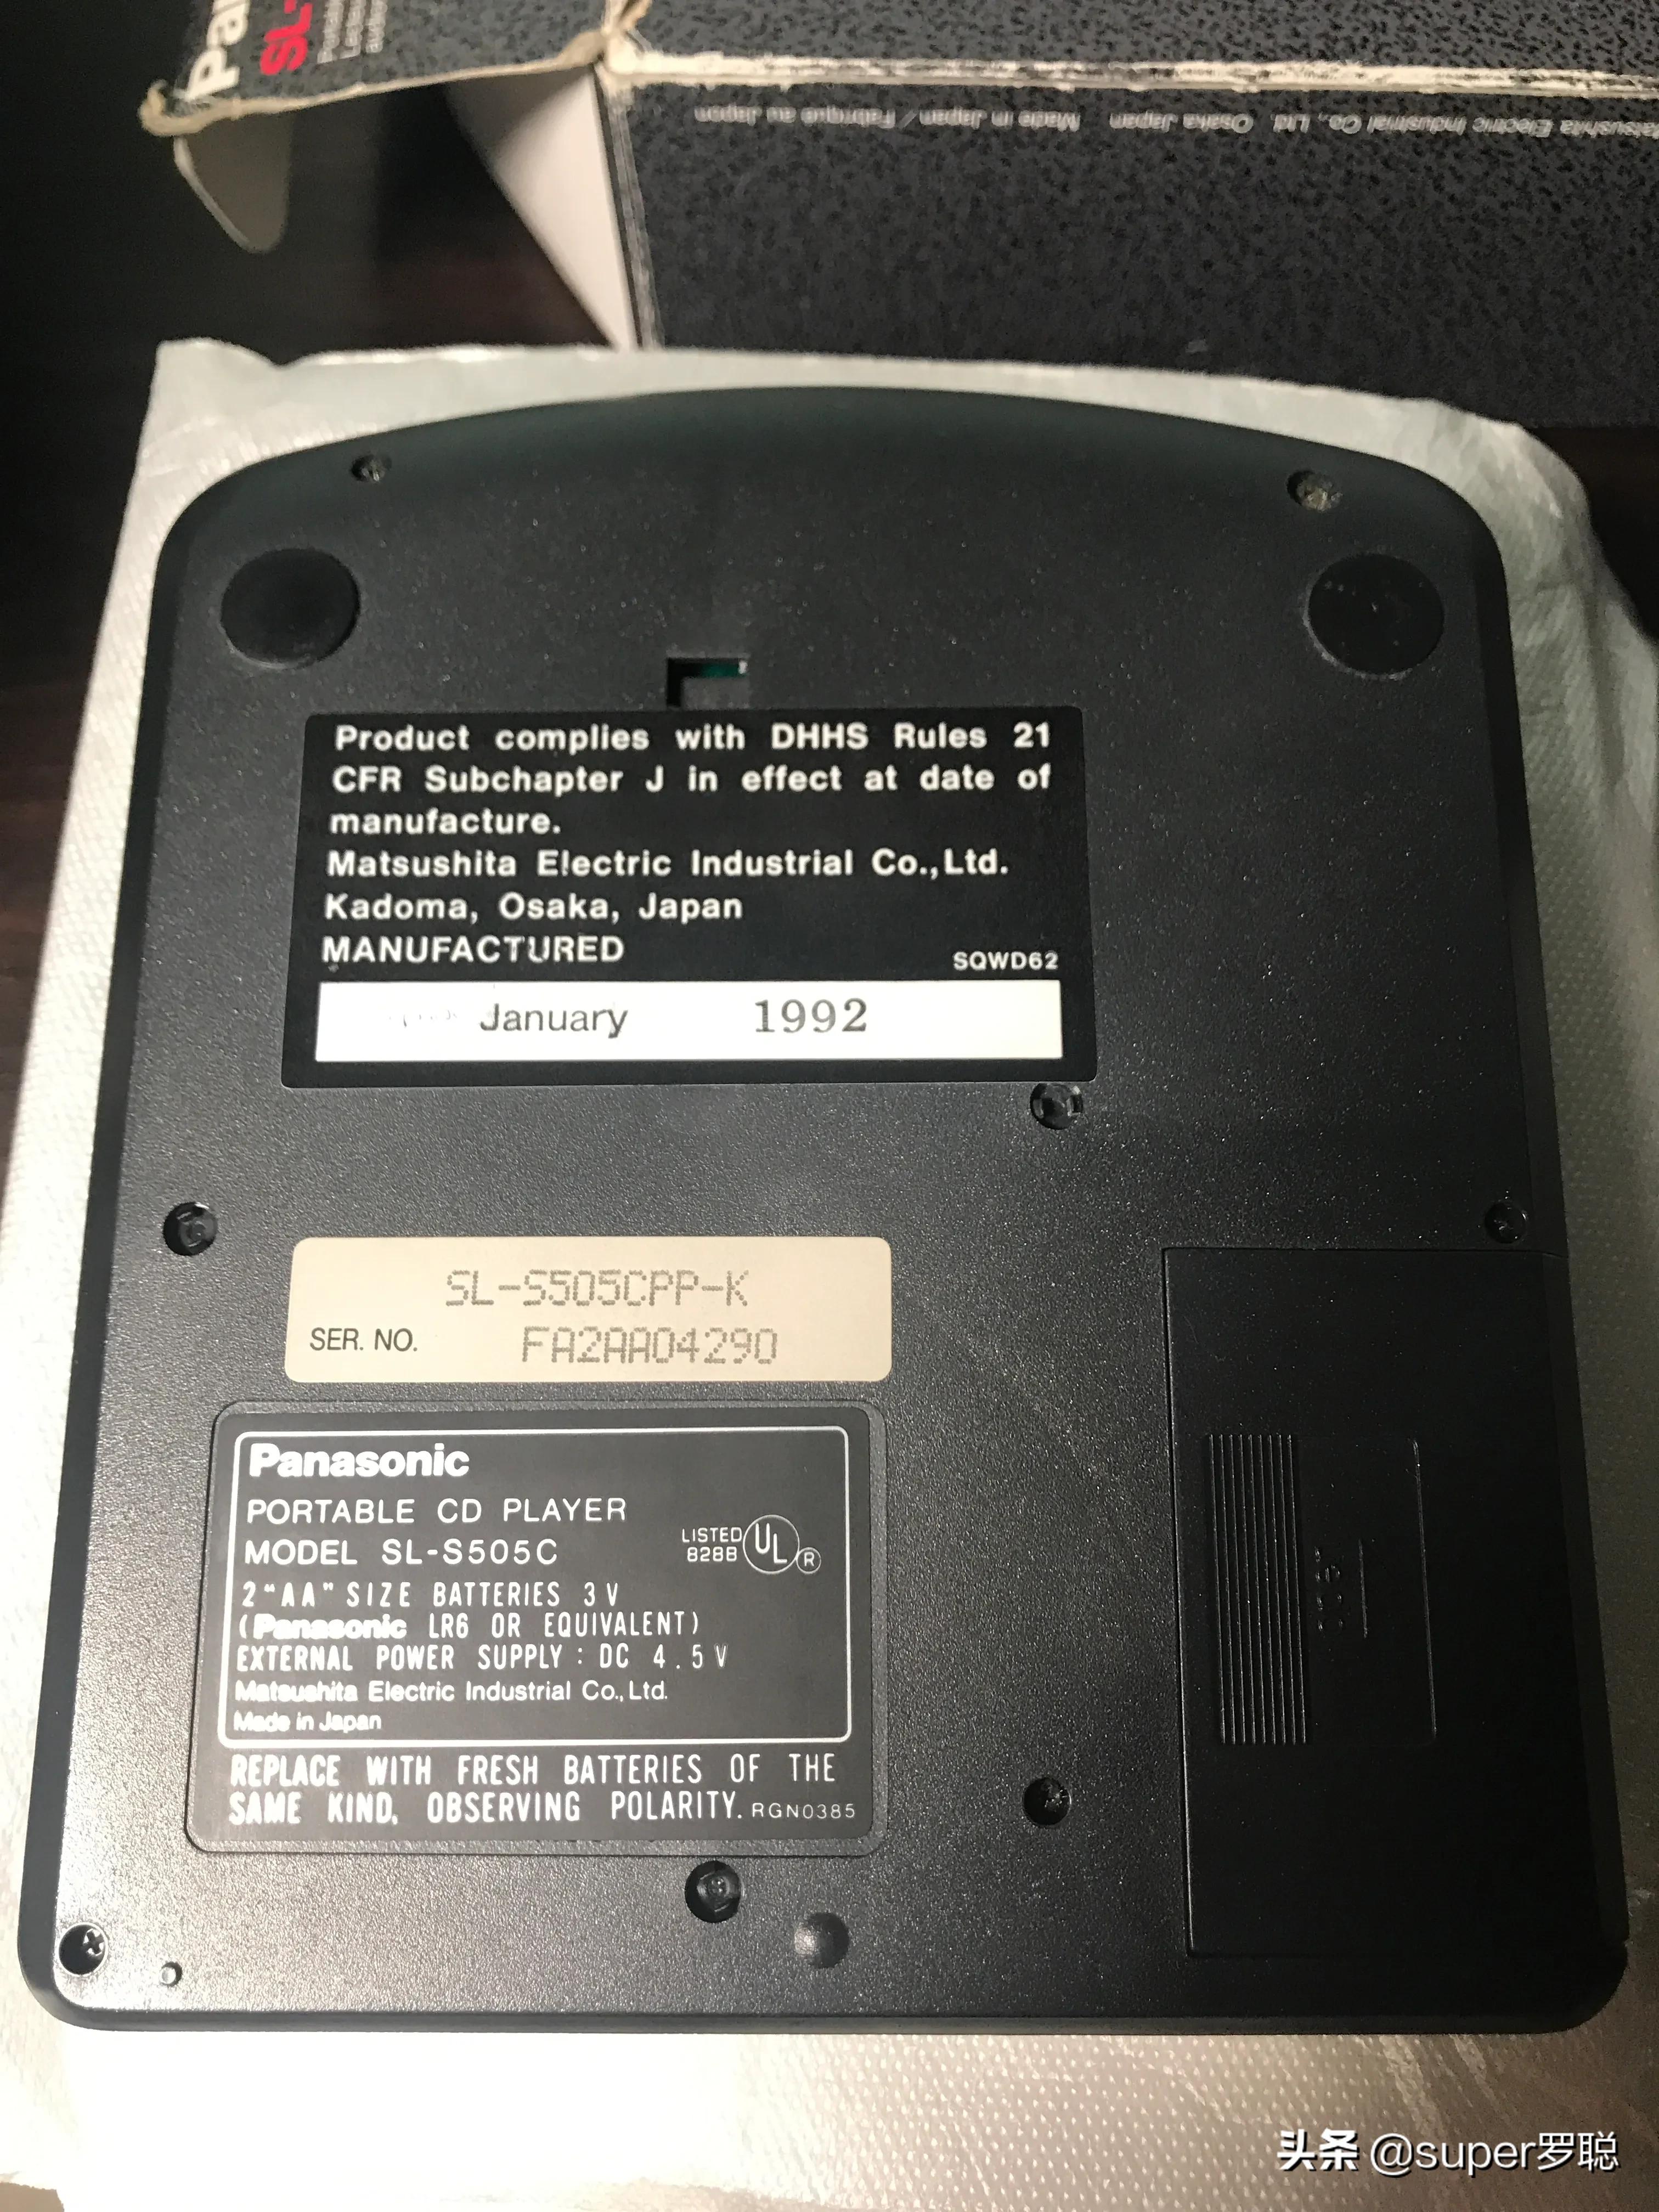 Pa
SL-
Matsushita Electric Industrial Co., Ltd. Osaka Japan Made in Japan / Fabriqué au Japon
Product complies with DHHS Rules 21
CFR Subchapter J in effect at date of
manufacture.
Matsushita Electric Industrial Co.,Ltd.
Kadoma, Osaka, Japan
MANUFACTURED SQWD62
January 1992
SL-S505CPP-K
SER. NO. FA2AA04290
Panasonic
PORTABLE CD PLAYER
MODEL SL-S505C
LISTED
828B
UL
®
2 "AA" SIZE BATTERIES 3 V
(Panasonic LR6 OR EQUIVALENT)
EXTERNAL POWER SUPPLY : DC 4.5 V
Matsushita Electric Industrial Co., Ltd.
Made in Japan
REPLACE WITH FRESH BATTERIES OF THE
SAME KIND, OBSERVING POLARITY. RGN0385
头条 @super罗聪